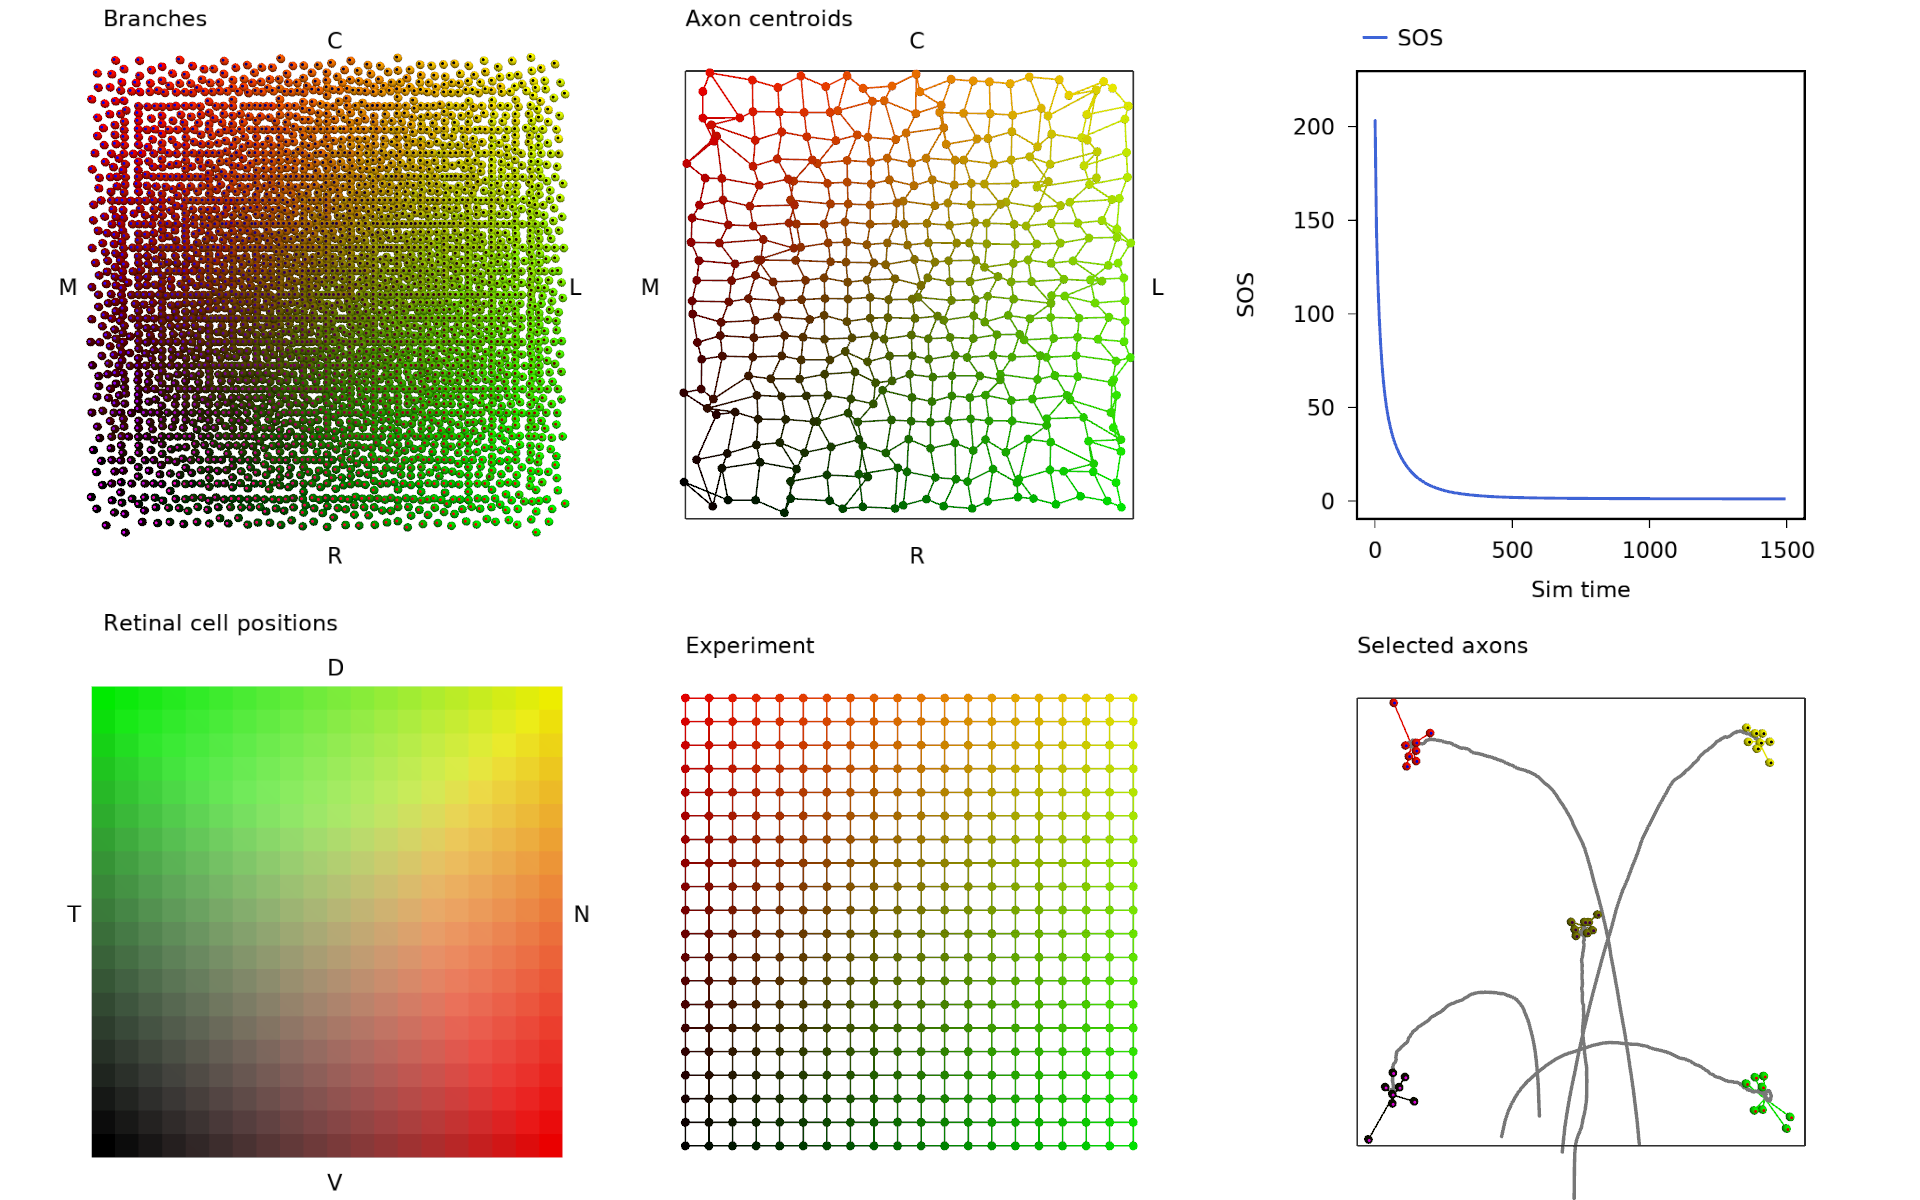 Branches
C
M
L
R
Axon centroids
C
M
L
R
SOS
SOS
200
150
100
50
0
0 500 1000 1500
Sim time
Retinal cell positions
D
T
N
V
Experiment
Selected axons